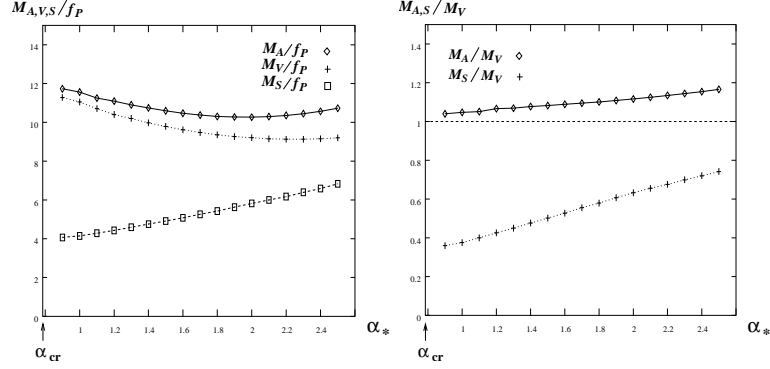 M_{A,V,S}/f_P
14
12
10
8
6
4
2
0
M_A/f_P
M_V/f_P
M_S/f_P
1
1.2
1.4
1.6
1.8
2
2.2
2.4
α_*
α_cr
M_{A,S}/M_V
1.4
1.2
1
0.8
0.6
0.4
0.2
0
M_A/M_V
M_S/M_V
1
1.2
1.4
1.6
1.8
2
2.2
2.4
α_*
α_cr